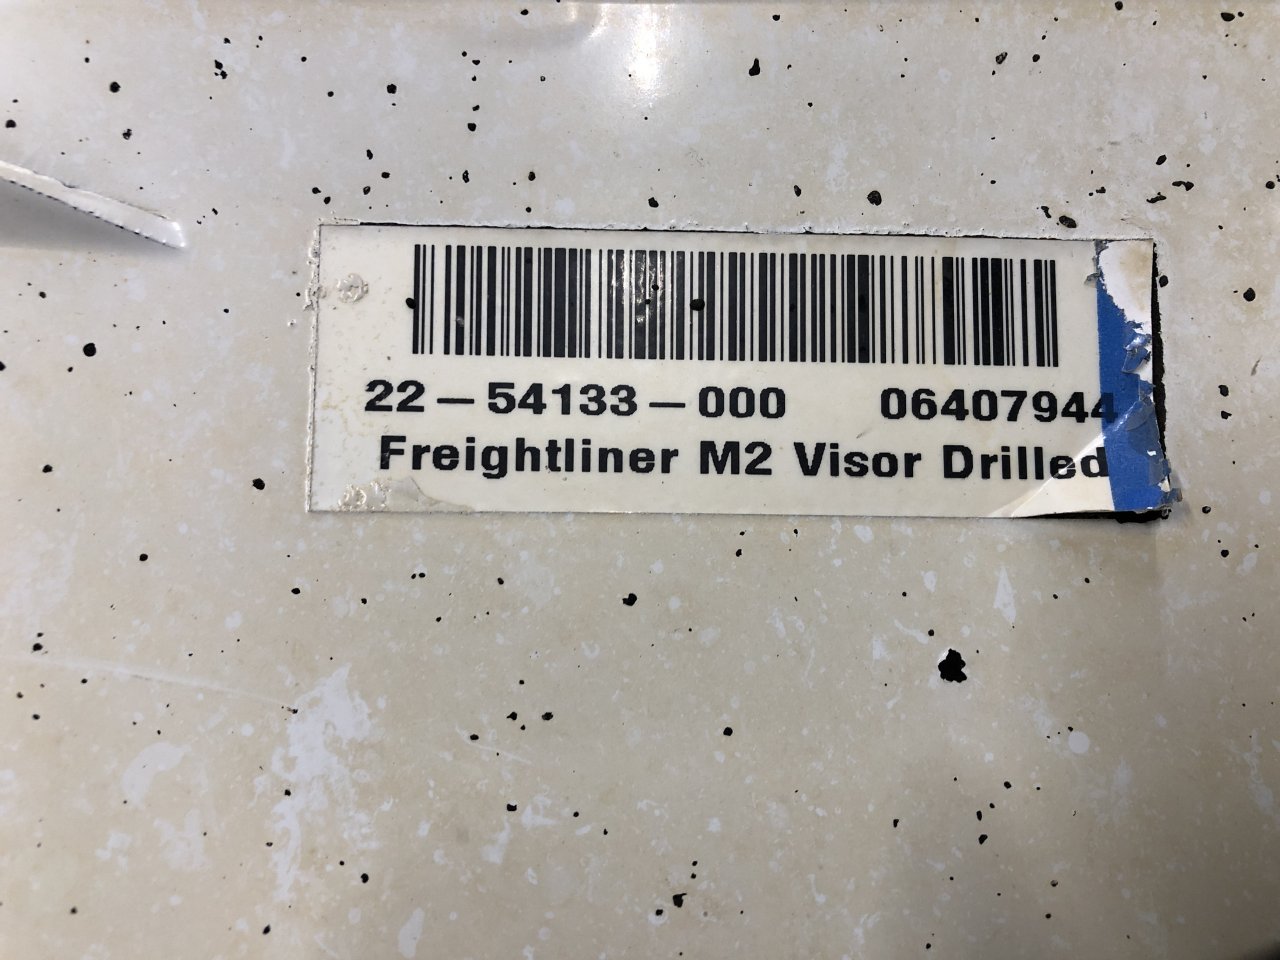 22-54133-000 06407944
Freightliner M2 Visor Drilled